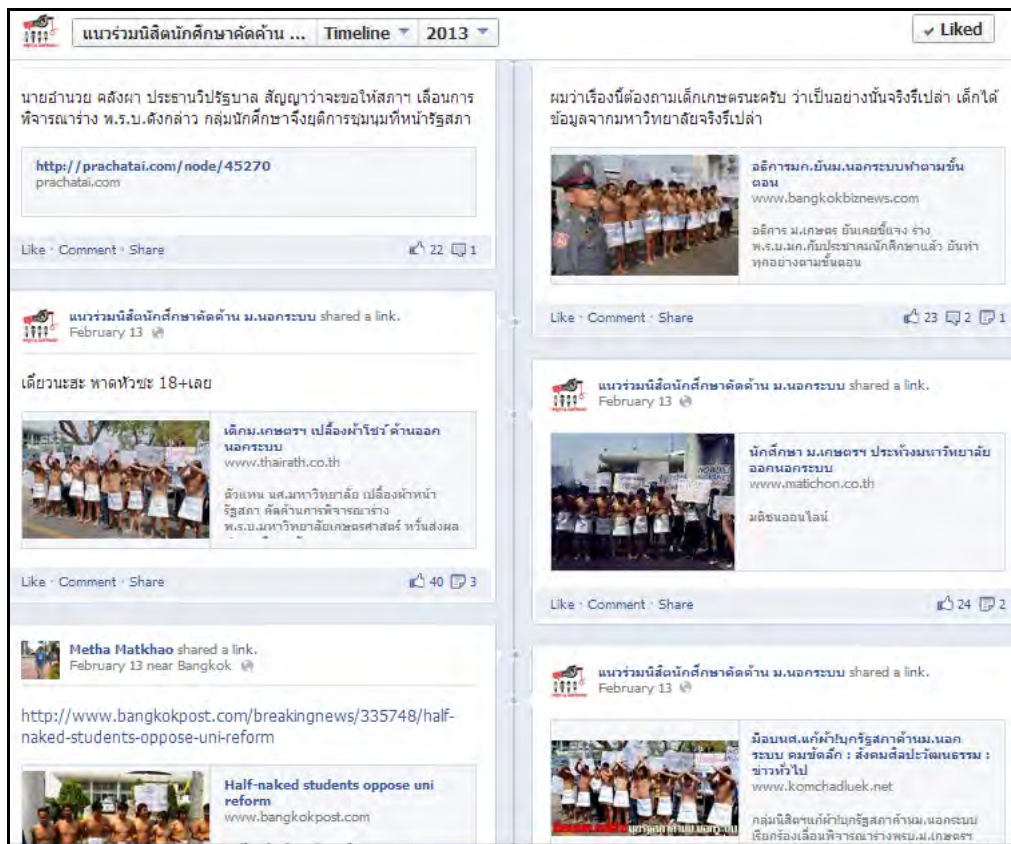 แนวร่วมนิสิตนักศึกษาคัดค้าน ... Timeline 2013
Liked
นายอำนวย คลังผา ประธานวิปรัฐบาล สัญญาว่าจะขอให้สภาฯ เลื่อนการ
พิจารณาร่าง พ.ร.บ.ดังกล่าว กลุ่มนักศึกษาจึงยุติการชุมนุมที่หน้ารัฐสภา
http://prachatai.com/node/45270
prachatai.com
Like · Comment · Share 22 1
แนวร่วมนิสิตนักศึกษาคัดค้าน ม.นอกระบบ shared a link.
February 13
เดี๋ยวนะฮะ พาดหัวซะ 18+เลย
เด็กม.เกษตรฯ เปลื้องผ้าโชว์ ค้านออก
นอกระบบ
www.thairath.co.th
ตัวแทน นศ.มหาวิทยาลัย เปลื้องผ้าหน้า
รัฐสภา คัดค้านการพิจารณาร่าง
พ.ร.บ.มหาวิทยาลัยเกษตรศาสตร์ หวั่นส่งผล
Like · Comment · Share 40 3
Metha Matkhao shared a link.
February 13 near Bangkok
http://www.bangkokpost.com/breakingnews/335748/half-
naked-students-oppose-uni-reform
Half-naked students oppose uni
reform
www.bangkokpost.com
ผมว่าเรื่องนี้ต้องถามเด็กเกษตรนะครับ ว่าเป็นอย่างนั้นจริงรึเปล่า เด็กได้
ข้อมูลจากมหาวิทยาลัยจริงรึเปล่า
อธิการมก.ยันม.นอกระบบทำตามขั้น
ตอน
www.bangkokbiznews.com
อธิการ ม.เกษตร ยันเคยชี้แจง ร่าง
พ.ร.บ.มก.กับประชาคมนักศึกษาแล้ว ยันทำ
ทุกอย่างตามขั้นตอน
Like · Comment · Share 23 2 1
แนวร่วมนิสิตนักศึกษาคัดค้าน ม.นอกระบบ shared a link.
February 13
นักศึกษา ม.เกษตรฯ ประท้วงมหาวิทยาลัย
ออกนอกระบบ
www.matichon.co.th
มติชนออนไลน์
Like · Comment · Share 24 2
แนวร่วมนิสิตนักศึกษาคัดค้าน ม.นอกระบบ shared a link.
February 13
ม็อบนศ.แก้ผ้า!บุกรัฐสภาค้านม.นอก
ระบบ คมชัดลึก : สังคมศิลปะวัฒนธรรม :
ข่าวทั่วไป
www.komchadluek.net
กลุ่มนิสิตฯแก้ผ้า!บุกรัฐสภาค้านม.นอกระบบ
เรียกร้องเลื่อนพิจารณาร่างพรบ.ม.เกษตรฯ